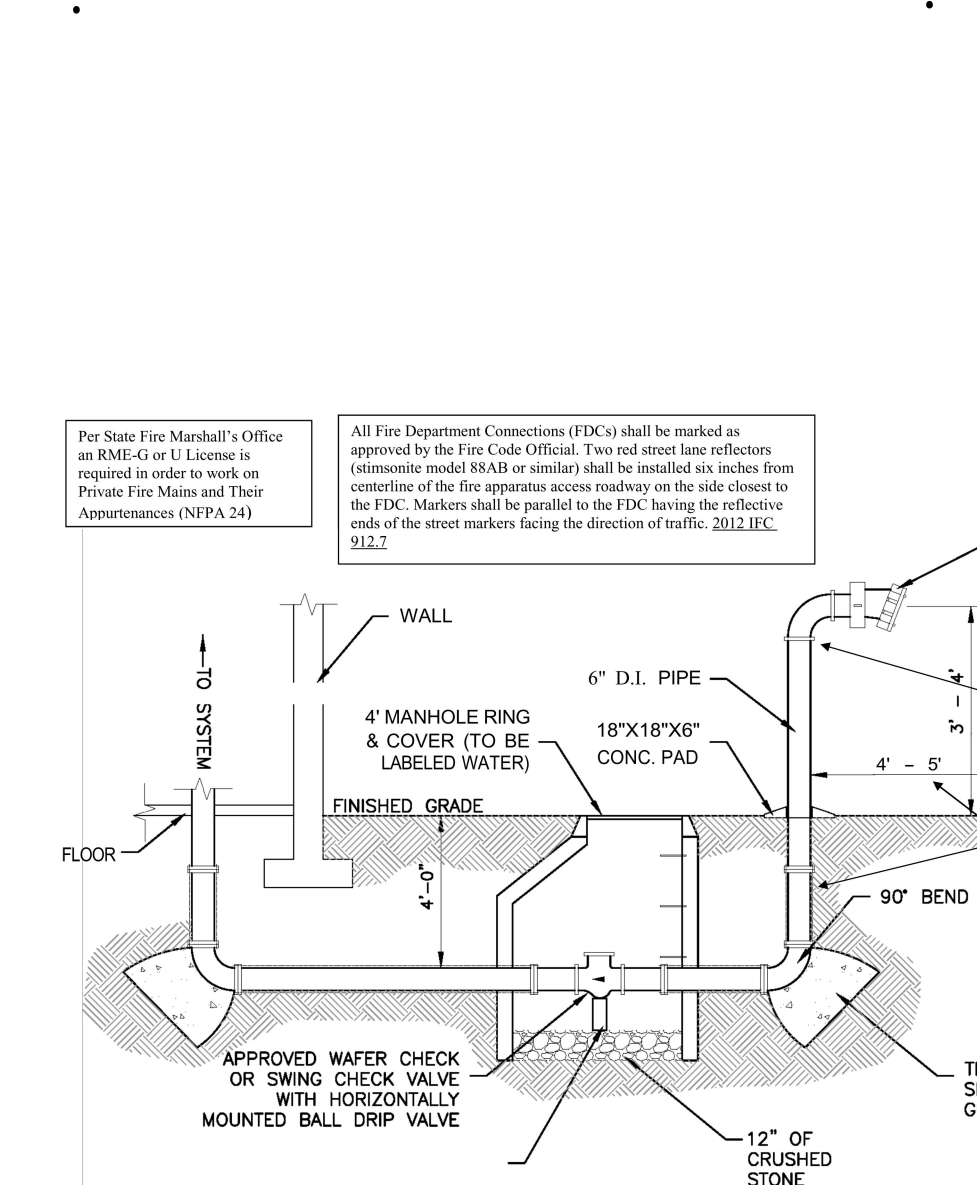 Per State Fire Marshall's Office
an RME-G or U License is
required in order to work on
Private Fire Mains and Their
Appurtenances (NFPA 24)
All Fire Department Connections (FDCs) shall be marked as
approved by the Fire Code Official. Two red street lane reflectors
(stimsonite model 88AB or similar) shall be installed six inches from
centerline of the fire apparatus access roadway on the side closest to
the FDC. Markers shall be parallel to the FDC having the reflective
ends of the street markers facing the direction of traffic. 2012 IFC
912.7
WALL
TO SYSTEM
6" D.I. PIPE
3' - 4'
4' MANHOLE RING
& COVER (TO BE
LABELED WATER)
18"X18"X6"
CONC. PAD
4' - 5'
FINISHED GRADE
FLOOR
4'-0"
90° BEND
APPROVED WAFER CHECK
OR SWING CHECK VALVE
WITH HORIZONTALLY
MOUNTED BALL DRIP VALVE
12" OF
CRUSHED
STONE